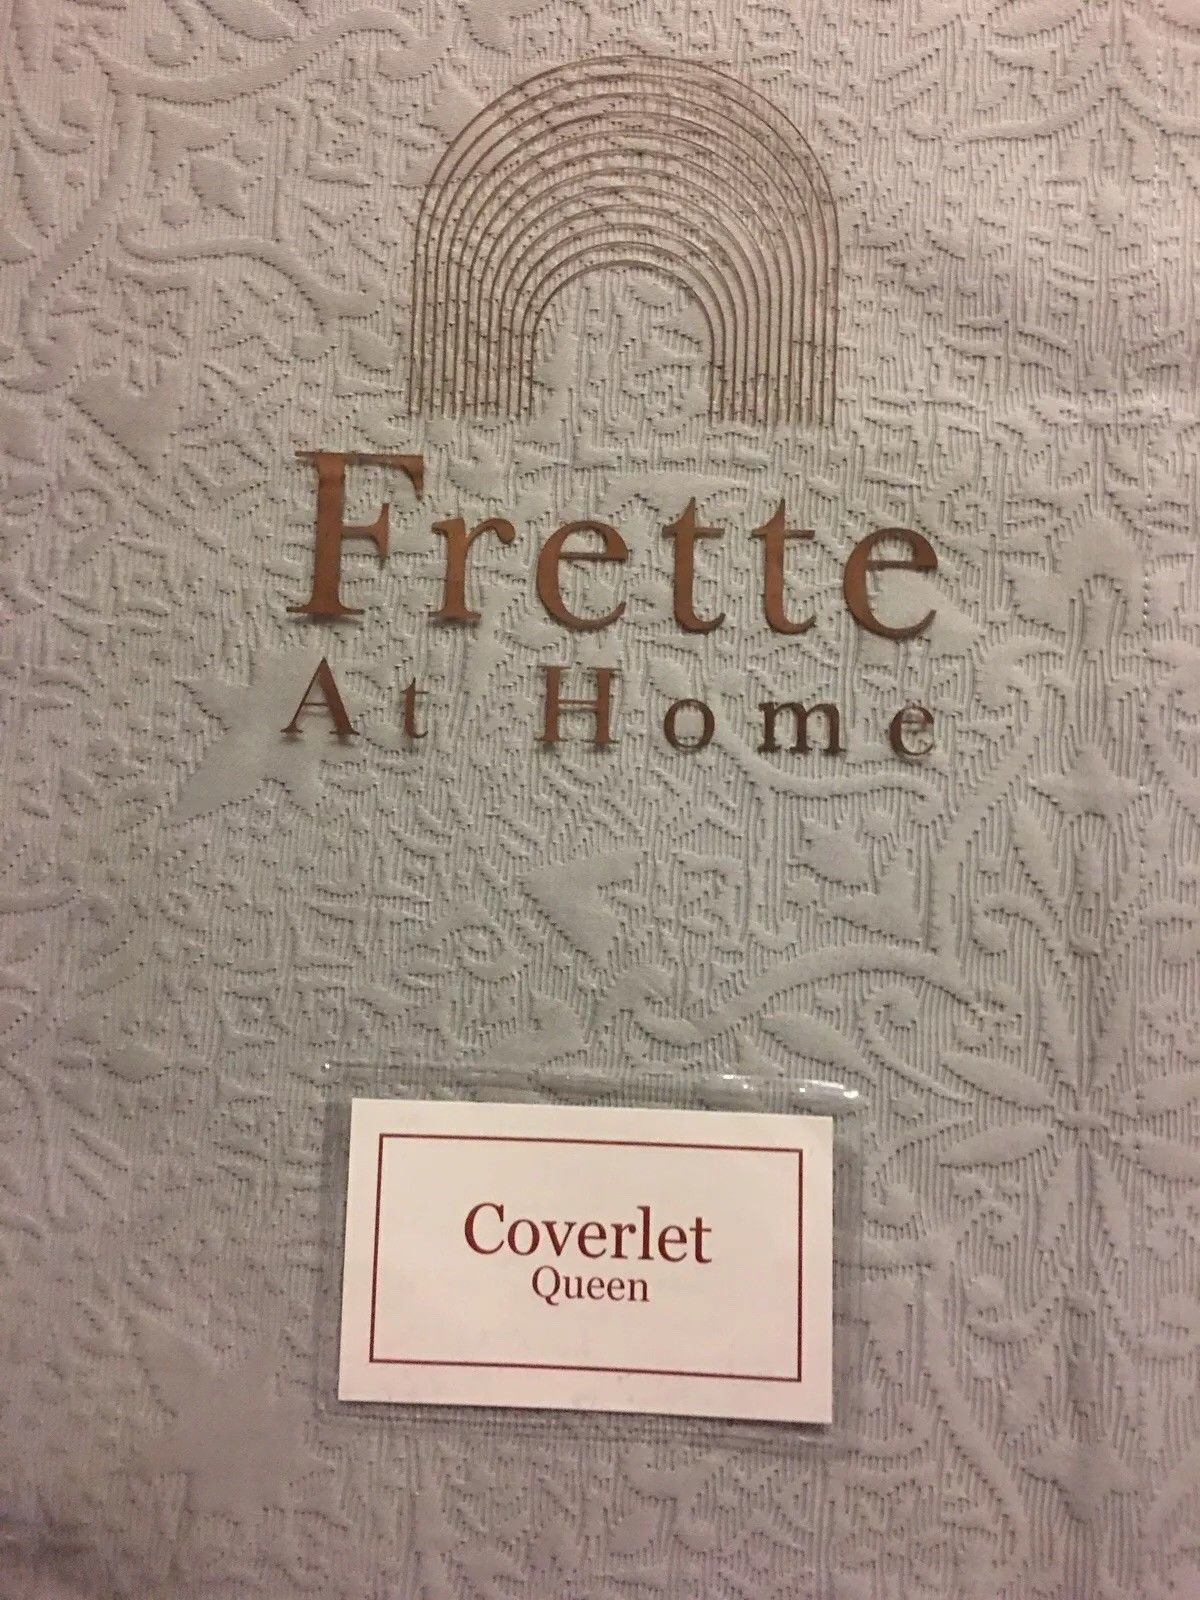 Frette
At Home
Coverlet
Queen